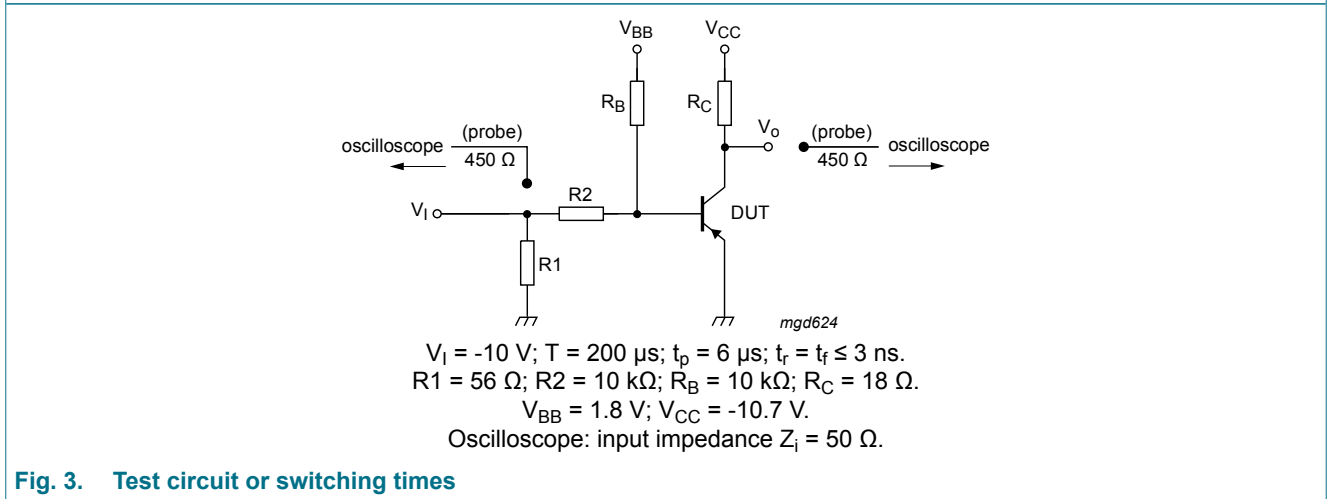 V_BB V_CC
R_B R_C
V_o
oscilloscope (probe) 450 Ω
(probe) 450 Ω oscilloscope
R2
V_I
DUT
R1
mgd624
V_I = -10 V; T = 200 µs; t_p = 6 µs; t_r = t_f ≤ 3 ns.
R1 = 56 Ω; R2 = 10 kΩ; R_B = 10 kΩ; R_C = 18 Ω.
V_BB = 1.8 V; V_CC = -10.7 V.
Oscilloscope: input impedance Z_i = 50 Ω.
Fig. 3. Test circuit or switching times